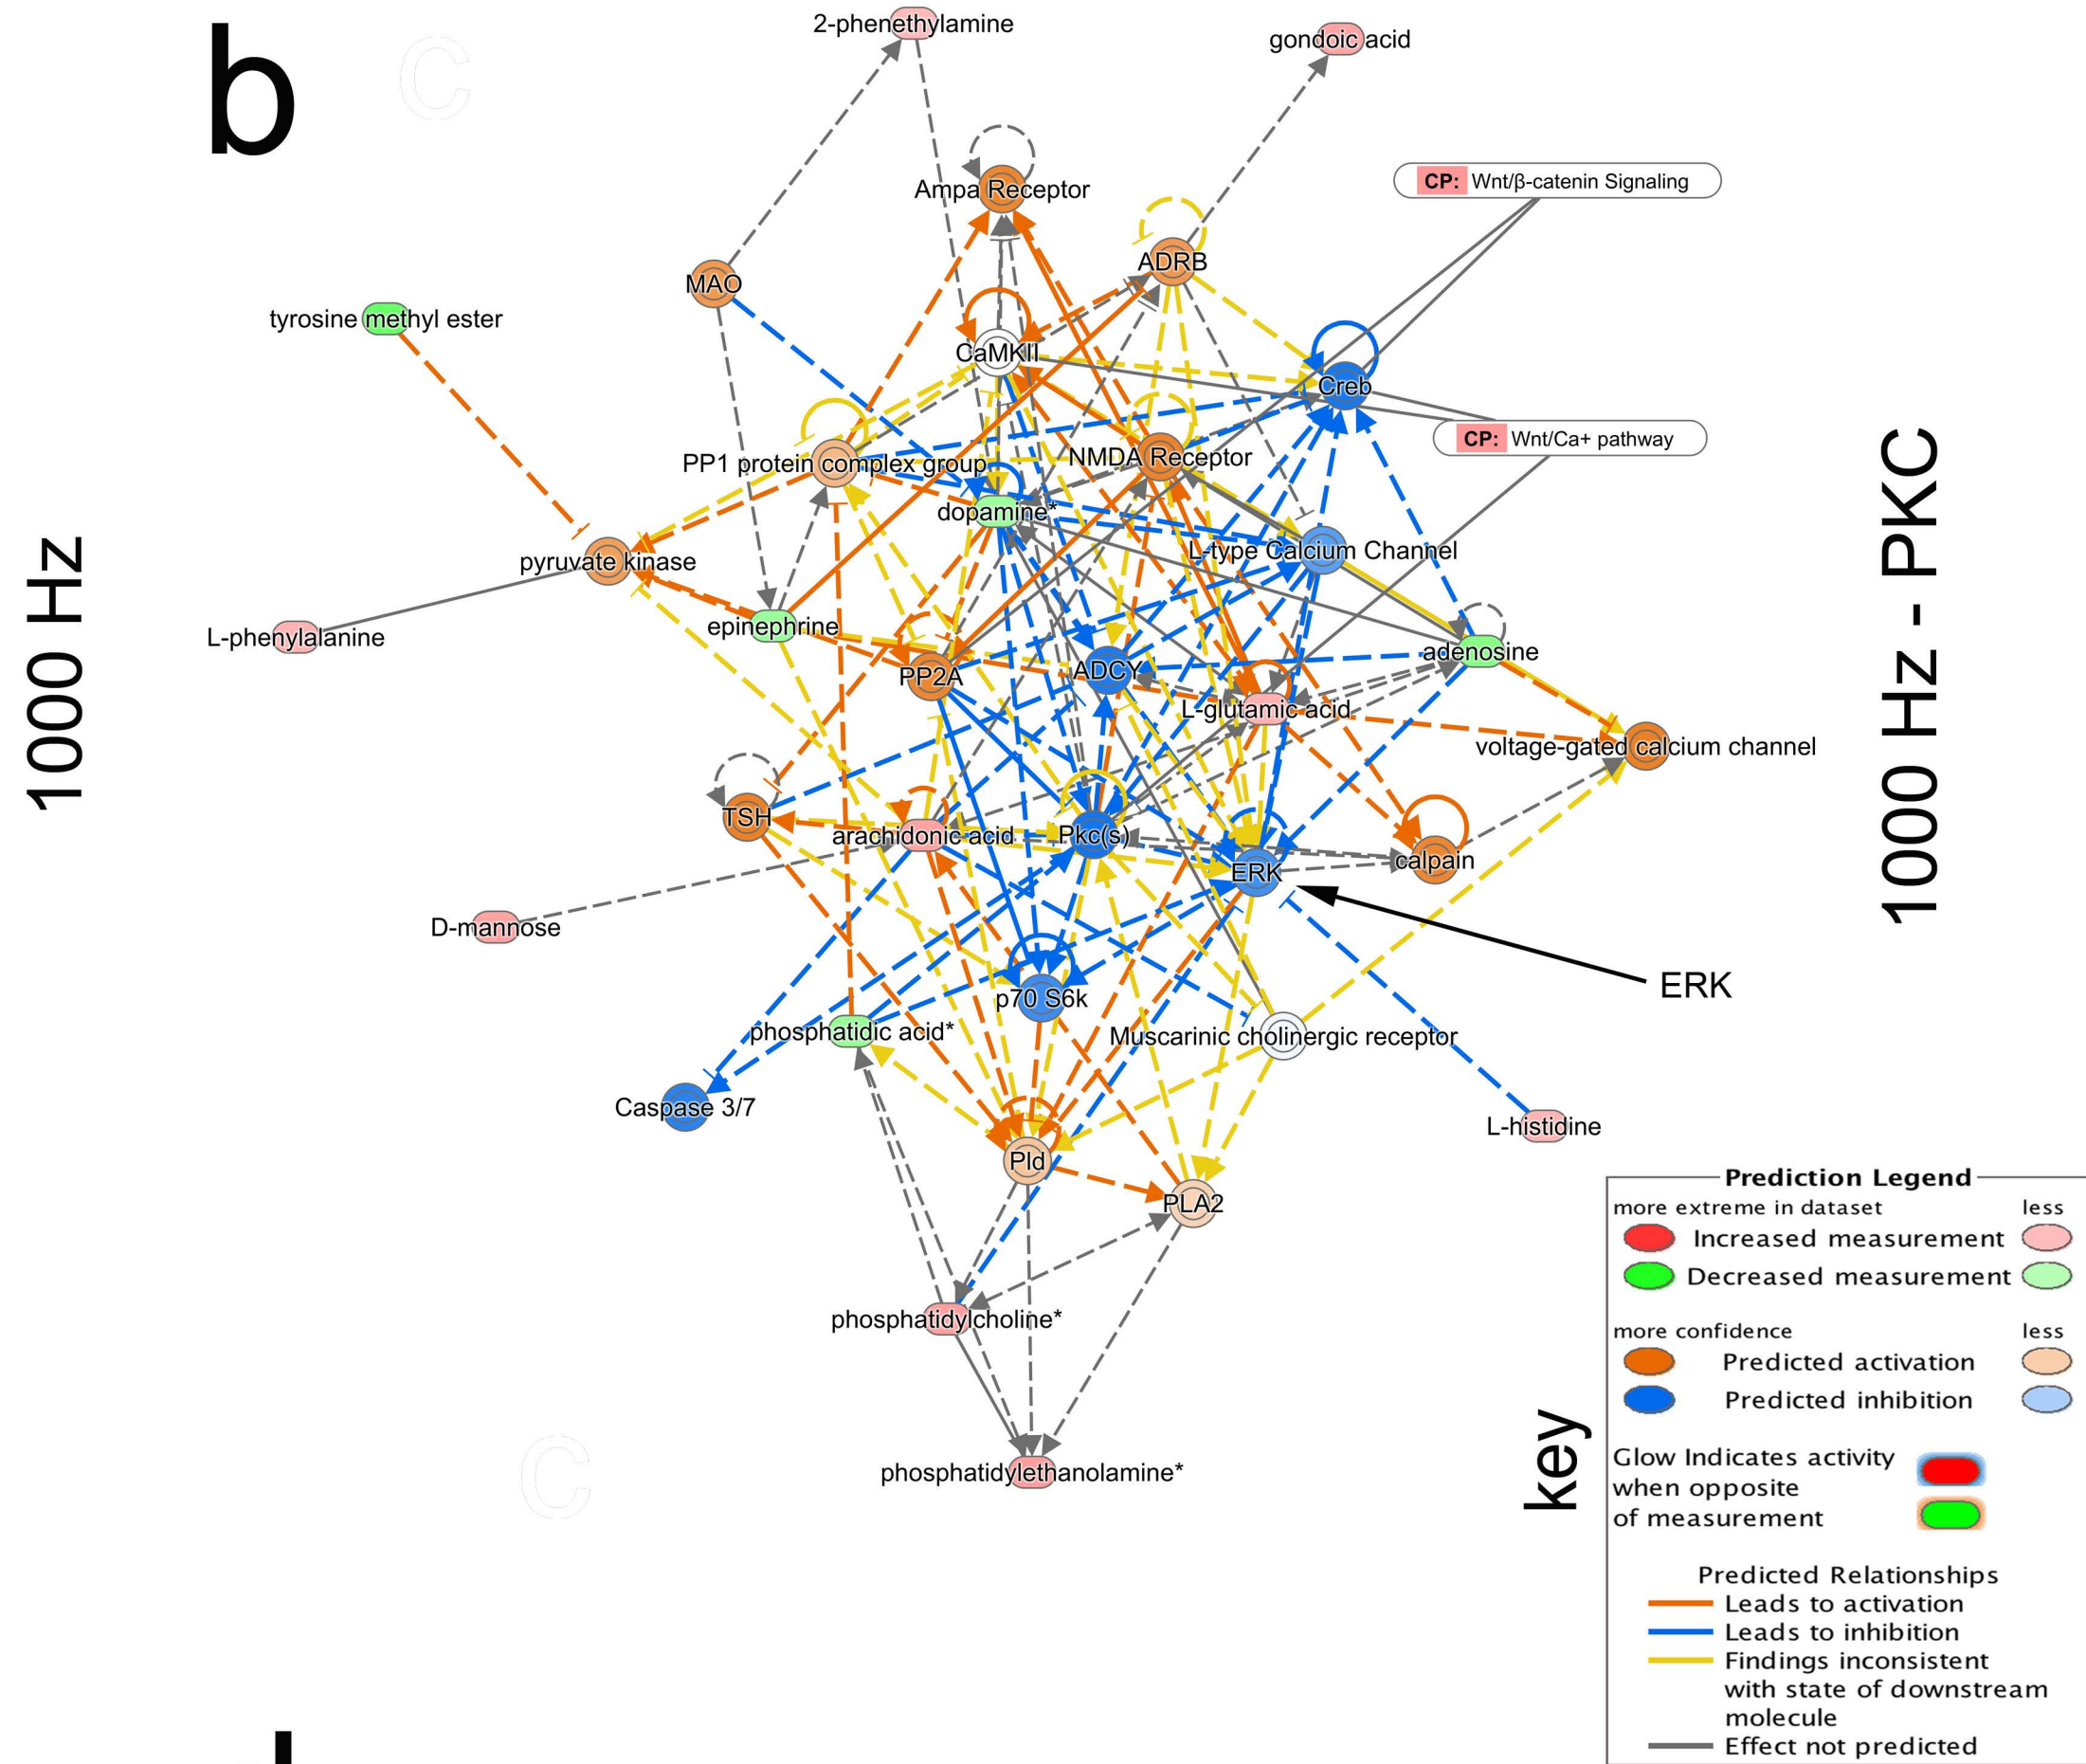 b
C
1000 Hz
1000 Hz - PKC
2-phenethylamine
gondoic acid
Ampa Receptor
CP: Wnt/β-catenin Signaling
ADRB
MAO
tyrosine methyl ester
CaMKII
Creb
CP: Wnt/Ca+ pathway
PP1 protein complex group
NMDA Receptor
dopamine*
L-type Calcium Channel
pyruvate kinase
epinephrine
L-phenylalanine
adenosine
PP2A
ADCY
L-glutamic acid
voltage-gated calcium channel
TSH
arachidonic acid
Pkc(s)
ERK
calpain
D-mannose
ERK
p70 S6k
phosphatidic acid*
Muscarinic cholinergic receptor
Caspase 3/7
L-histidine
Pld
PLA2
phosphatidylcholine*
phosphatidylethanolamine*
C
key
Prediction Legend
more extreme in dataset less
Increased measurement
Decreased measurement
more confidence less
Predicted activation
Predicted inhibition
Glow Indicates activity
when opposite
of measurement
Predicted Relationships
Leads to activation
Leads to inhibition
Findings inconsistent
with state of downstream
molecule
Effect not predicted